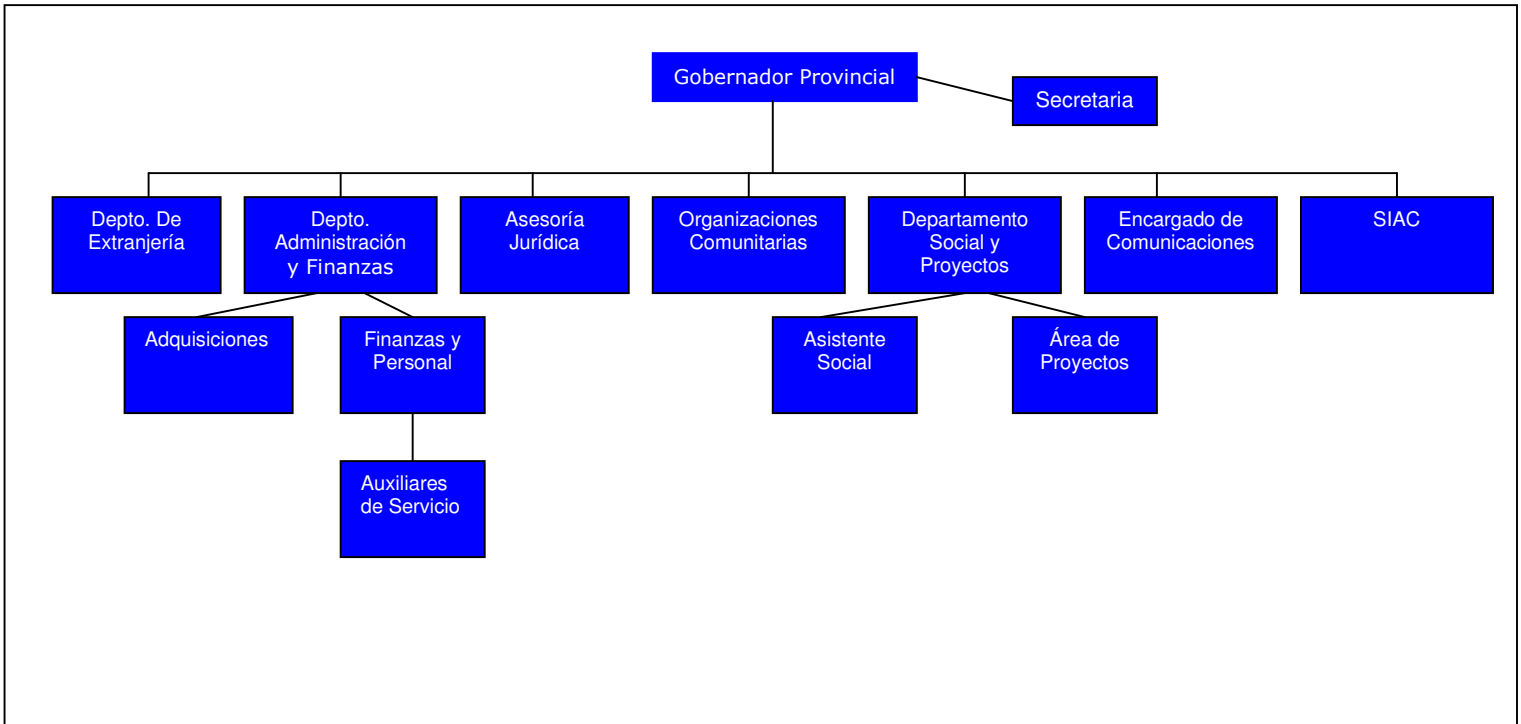 Gobernador Provincial
Secretaria
Depto. De
Extranjería
Depto.
Administración
y Finanzas
Asesoría
Jurídica
Organizaciones
Comunitarias
Departamento
Social y
Proyectos
Encargado de
Comunicaciones
SIAC
Adquisiciones
Finanzas y
Personal
Asistente
Social
Área de
Proyectos
Auxiliares
de Servicio